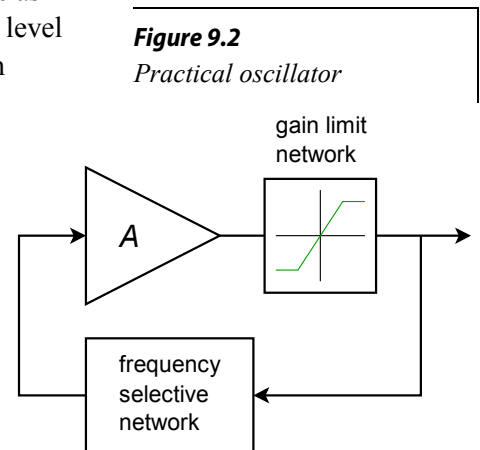 level
Figure 9.2
Practical oscillator
gain limit
network
A
frequency
selective
network